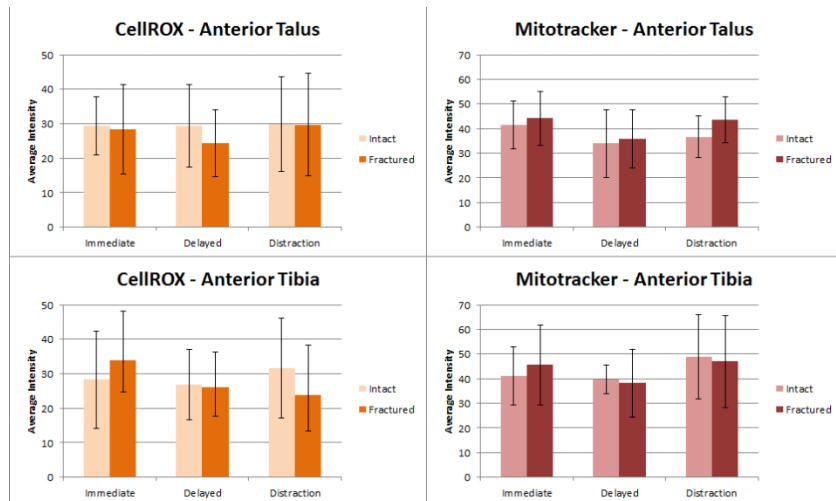 CellROX - Anterior Talus
50
40
30
20
10
0
Average Intensity
Immediate
Delayed
Distraction
Intact
Fractured
Mitotracker - Anterior Talus
70
60
50
40
30
20
10
0
Average Intensity
Immediate
Delayed
Distraction
Intact
Fractured
CellROX - Anterior Tibia
50
40
30
20
10
0
Average Intensity
Immediate
Delayed
Distraction
Intact
Fractured
Mitotracker - Anterior Tibia
70
60
50
40
30
20
10
0
Average Intensity
Immediate
Delayed
Distraction
Intact
Fractured